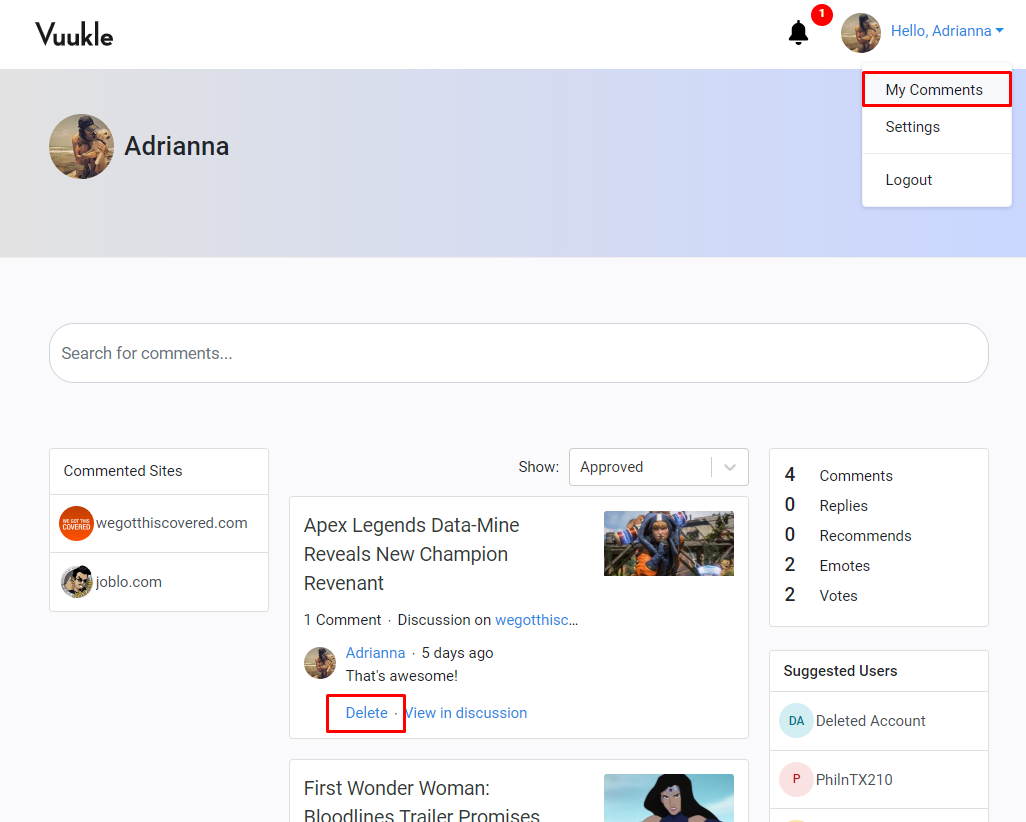 Vuukle
1
Hello, Adrianna
My Comments
Settings
Logout
Adrianna
Search for comments...
Commented Sites
WE GOT THIS
COVERED
wegotthiscovered.com
joblo.com
Show:
Approved
Apex Legends Data-Mine
Reveals New Champion
Revenant
1 Comment · Discussion on wegotthisc...
Adrianna · 5 days ago
That's awesome!
Delete · View in discussion
First Wonder Woman:
Bloodlines Trailer Promises
4 Comments
0 Replies
0 Recommends
2 Emotes
2 Votes
Suggested Users
DA Deleted Account
P PhilnTX210